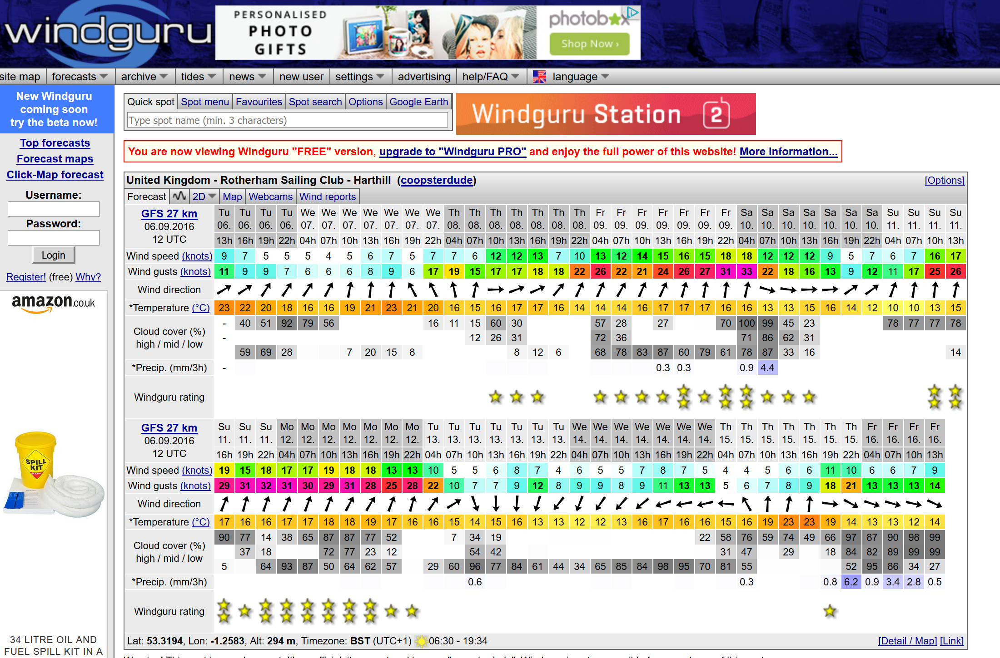 windguru
PERSONALISED
PHOTO
GIFTS
photobox
Shop Now ›
site map forecasts archive tides news new user settings advertising help/FAQ language
New Windguru
coming soon
try the beta now!
Top forecasts
Forecast maps
Click-Map forecast
Username:
Password:
Login
Register! (free) Why?
amazon.co.uk
SPILL
KIT
34 LITRE OIL AND
FUEL SPILL KIT IN A
Quick spot Spot menu Favourites Spot search Options Google Earth
Type spot name (min. 3 characters)
Windguru Station 2
You are now viewing Windguru "FREE" version, upgrade to "Windguru PRO" and enjoy the full power of this website! More information...
United Kingdom - Rotherham Sailing Club - Harthill (coopsterdude) [Options]
Forecast 2D Map Webcams Wind reports
GFS 27 km Tu Tu Tu Tu We We We We We We We Th Th Th Th Th Th Th Fr Fr Fr Fr Fr Fr Fr Sa Sa Sa Sa Sa Sa Sa Su Su Su Su
06.09.2016 06. 06. 06. 06. 07. 07. 07. 07. 07. 07. 07. 08. 08. 08. 08. 08. 08. 08. 09. 09. 09. 09. 09. 09. 09. 10. 10. 10. 10. 10. 10. 10. 11. 11. 11. 11.
12 UTC 13h 16h 19h 22h 04h 07h 10h 13h 16h 19h 22h 04h 07h 10h 13h 16h 19h 22h 04h 07h 10h 13h 16h 19h 22h 04h 07h 10h 13h 16h 19h 22h 04h 07h 10h 13h
Wind speed (knots) 9 7 5 5 5 4 5 6 7 5 7 7 6 12 12 13 7 10 13 12 14 15 16 15 18 18 12 12 12 9 5 7 6 7 16 17
Wind gusts (knots) 11 9 9 7 6 6 6 8 9 6 17 19 15 17 17 18 18 22 26 22 21 24 26 27 31 33 22 18 16 13 9 12 11 17 25 26
Wind direction
*Temperature (°C) 23 22 20 18 16 16 19 21 23 21 20 16 15 16 17 17 16 14 14 14 16 17 17 17 16 16 13 13 15 16 14 12 10 10 13 15
Cloud cover (%) - 40 51 92 79 56 16 11 15 60 30 57 28 27 70 100 99 45 23 78 77 77 78
high / mid / low - 12 26 31 72 36 71 86 62 31
59 69 28 7 20 15 8 8 12 6 68 78 83 87 60 79 61 78 87 33 16 14
*Precip. (mm/3h) - 0.3 0.3 0.9 4.4
Windguru rating
GFS 27 km Su Su Su Mo Mo Mo Mo Mo Mo Mo Tu Tu Tu Tu Tu Tu Tu We We We We We We We Th Th Th Th Th Th Th Fr Fr Fr Fr
06.09.2016 11. 11. 11. 12. 12. 12. 12. 12. 12. 12. 13. 13. 13. 13. 13. 13. 13. 14. 14. 14. 14. 14. 14. 14. 15. 15. 15. 15. 15. 15. 15. 16. 16. 16. 16.
12 UTC 16h 19h 22h 04h 07h 10h 13h 16h 19h 22h 04h 07h 10h 13h 16h 19h 22h 04h 07h 10h 13h 16h 19h 22h 04h 07h 10h 13h 16h 19h 22h 04h 07h 10h 13h
Wind speed (knots) 19 15 18 17 17 19 18 18 13 13 10 5 5 6 8 7 4 6 5 5 7 8 7 5 4 4 5 6 6 11 10 6 6 7 9
Wind gusts (knots) 29 31 32 31 30 29 31 28 25 28 22 10 7 7 9 12 8 9 9 8 9 11 13 13 5 6 7 8 9 18 21 13 13 13 14
Wind direction
*Temperature (°C) 17 16 16 17 17 18 18 19 17 16 16 15 14 15 16 13 13 12 12 13 16 17 16 16 15 16 19 23 23 19 14 13 13 12 14
Cloud cover (%) 90 77 14 38 65 87 87 77 52 7 34 19 22 58 76 59 74 49 66 97 87 90 98 99
high / mid / low 37 18 72 77 23 12 54 42 31 47 29 18 84 82 89 99 99
5 64 93 87 50 64 62 57 29 60 96 77 84 61 44 34 65 85 84 98 95 70 81 55 52 95 86 34 27
*Precip. (mm/3h) 0.6 0.3 0.8 6.2 0.9 3.4 2.8 0.5
Windguru rating
Lat: 53.3194, Lon: -1.2583, Alt: 294 m, Timezone: BST (UTC+1) 06:30 - 19:34 [Detail / Map] [Link]